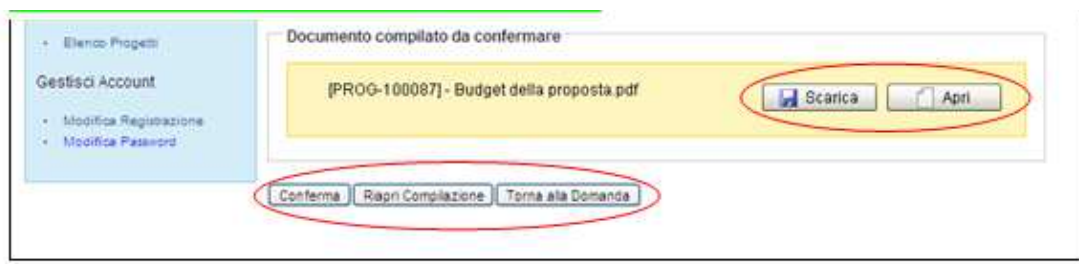 Elenco Progetti
Gestisci Account
Modifica Registrazione
Modifica Password
Documento compilato da confermare
[PROG-100087] - Budget della proposta.pdf
Scarica
Apri
Conferma
Riapri Compilazione
Torna alla Domanda